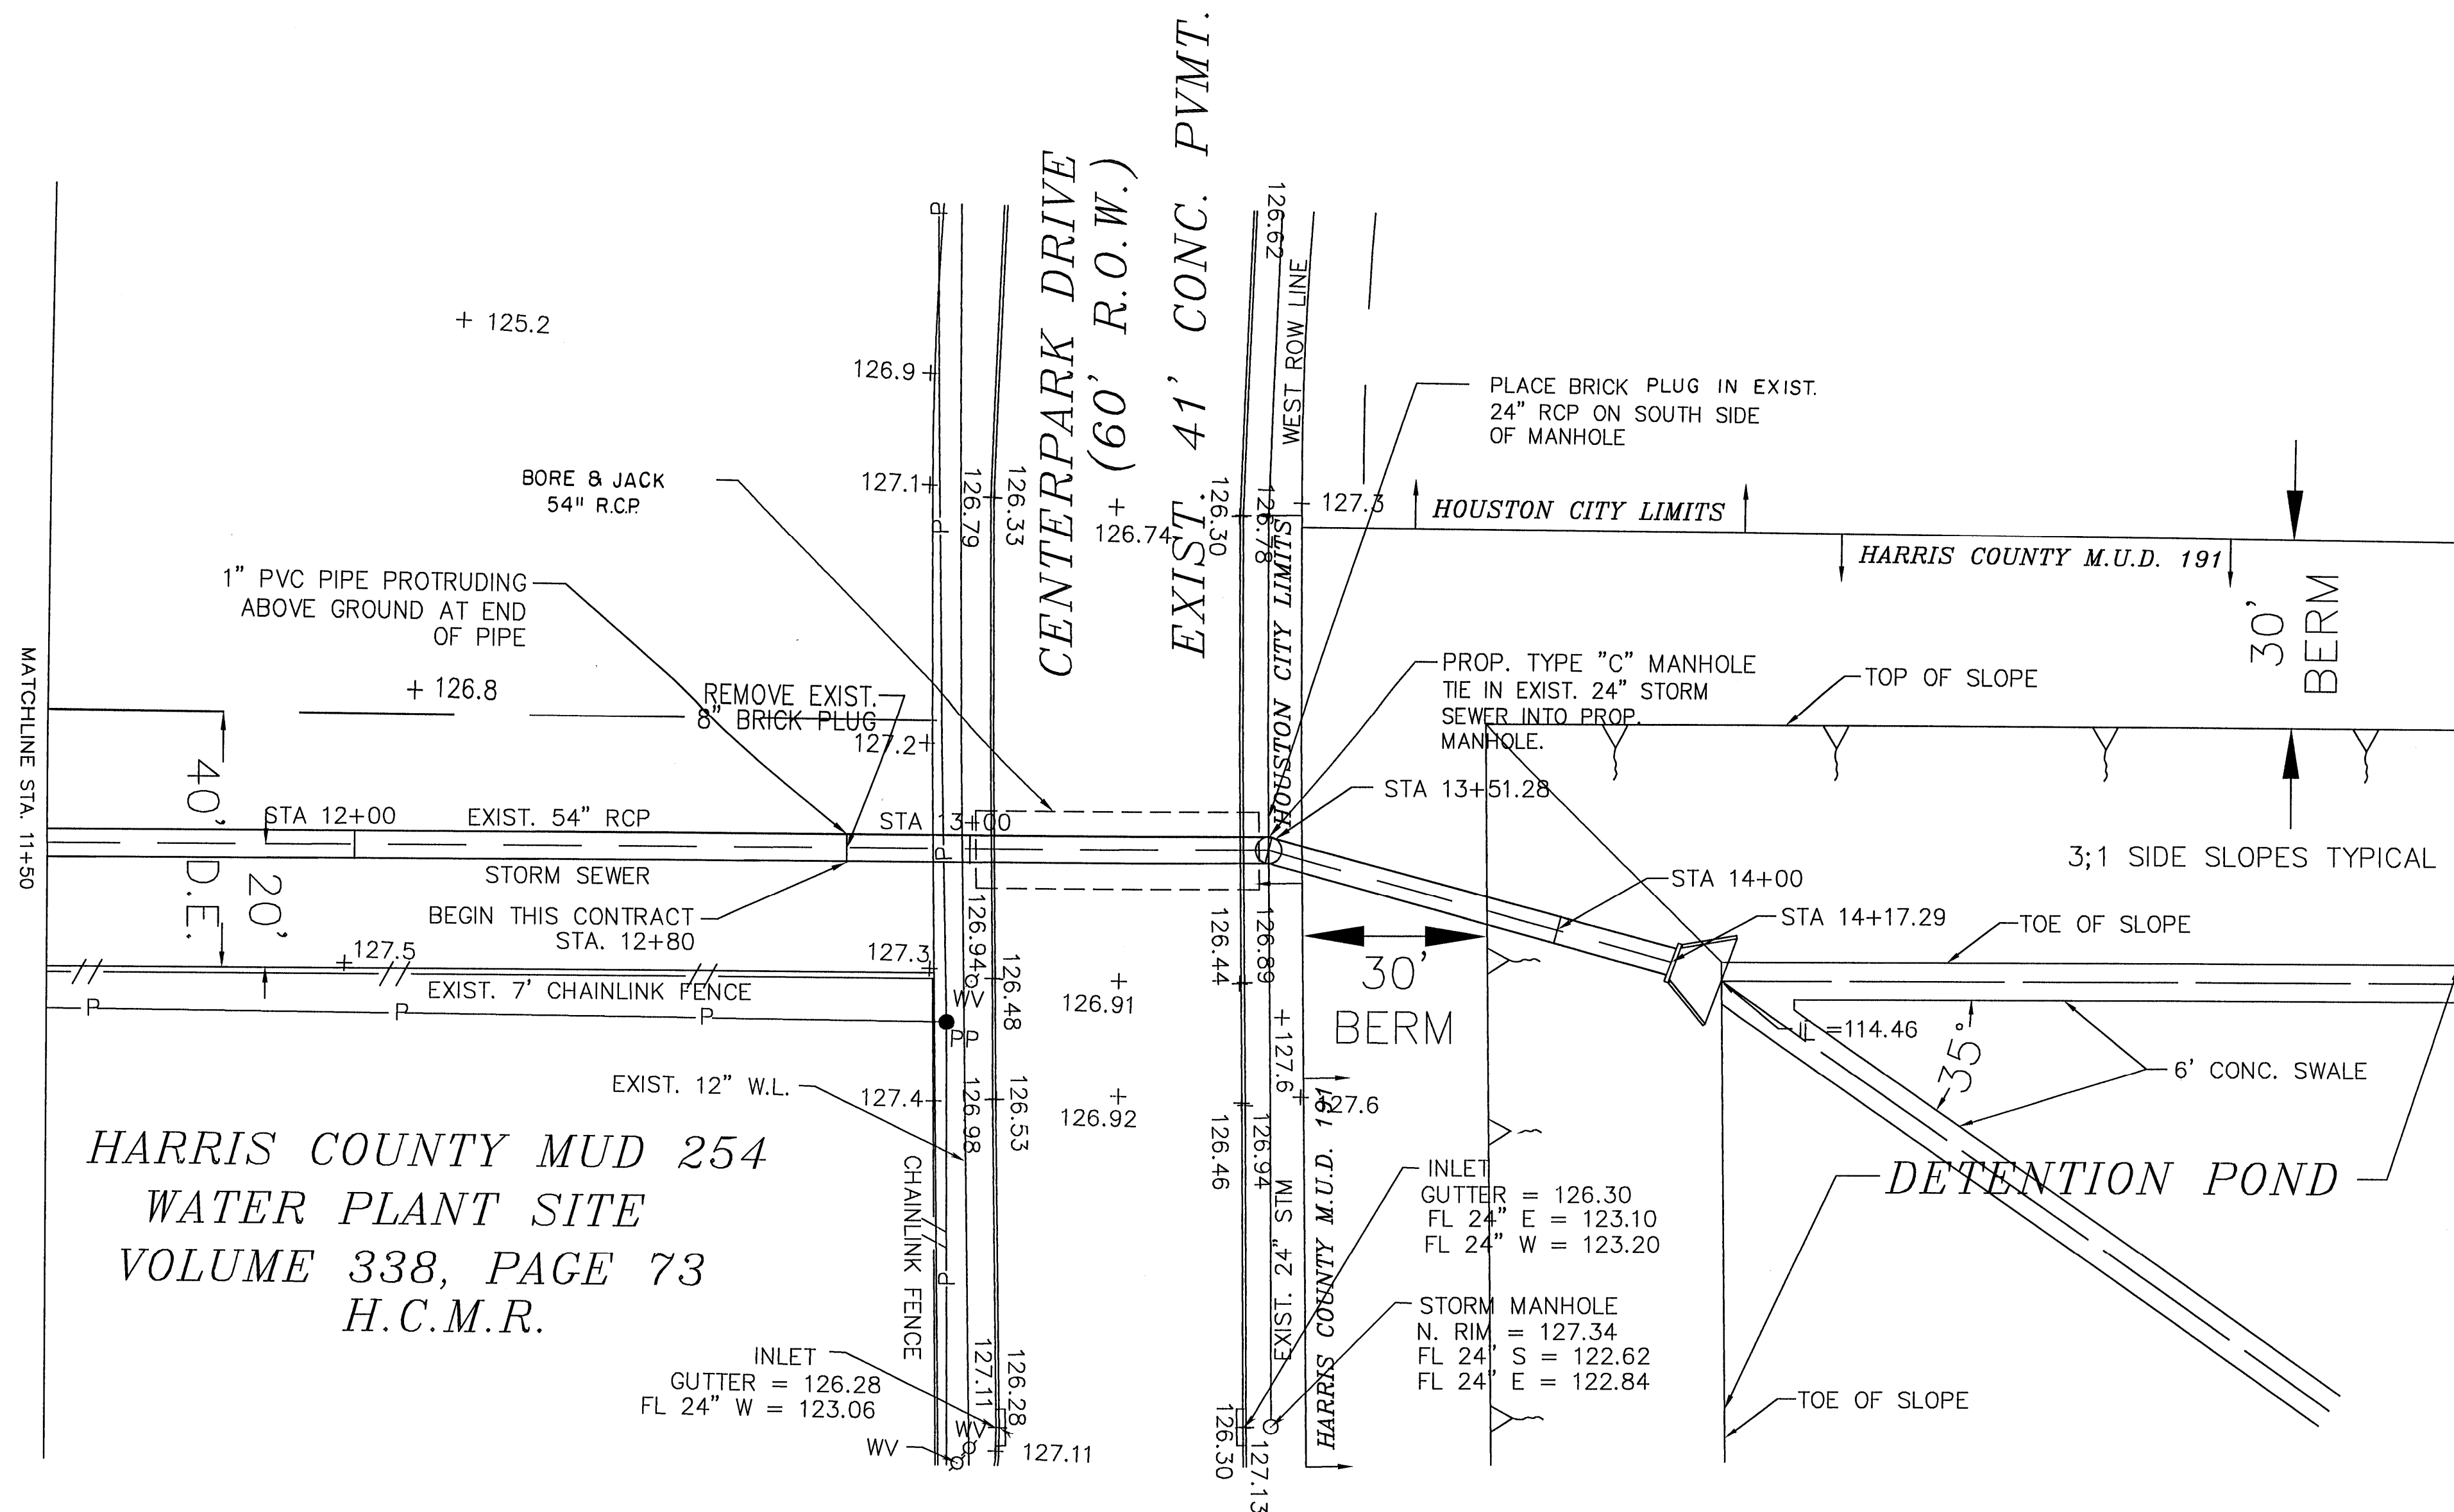 CENTERPARK DRIVE
(60' R.O.W.)
EXIST. 41' CONC. PVMT.
126.62
WEST ROW LINE
+ 125.2
126.9
PLACE BRICK PLUG IN EXIST.
24" RCP ON SOUTH SIDE
OF MANHOLE
BORE & JACK
54" R.C.P.
127.1
126.79
126.33
126.74
126.30
126.78
127.3
HOUSTON CITY LIMITS
HARRIS COUNTY M.U.D. 191
HOUSTON CITY LIMITS
30'
BERM
1" PVC PIPE PROTRUDING
ABOVE GROUND AT END
OF PIPE
+ 126.8
REMOVE EXIST.
8" BRICK PLUG
127.2
PROP. TYPE "C" MANHOLE
TIE IN EXIST. 24" STORM
SEWER INTO PROP.
MANHOLE.
TOP OF SLOPE
STA 13+51.28
MATCHLINE STA. 11+50
40' D.E.
20'
STA 12+00
EXIST. 54" RCP
STA 13+00
STORM SEWER
BEGIN THIS CONTRACT
STA. 12+80
3;1 SIDE SLOPES TYPICAL
STA 14+00
STA 14+17.29
TOE OF SLOPE
127.5
127.3
126.94
126.48
126.44
126.89
EXIST. 7' CHAINLINK FENCE
P
P
P
P
P
P
P
WV
PP
126.91
30'
BERM
+127.6
℄ =114.46
35°
6' CONC. SWALE
EXIST. 12" W.L.
127.4
126.98
126.53
126.92
127.6
126.46
126.94
HARRIS COUNTY MUD 254
WATER PLANT SITE
VOLUME 338, PAGE 73
H.C.M.R.
CHAINLINK FENCE
EXIST. 24" STM
HARRIS COUNTY M.U.D. 191
INLET
GUTTER = 126.30
FL 24" E = 123.10
FL 24" W = 123.20
DETENTION POND
STORM MANHOLE
N. RIM = 127.34
FL 24" S = 122.62
FL 24" E = 122.84
TOE OF SLOPE
INLET
GUTTER = 126.28
FL 24" W = 123.06
127.11
126.28
WV
WV
127.11
126.30
127.13